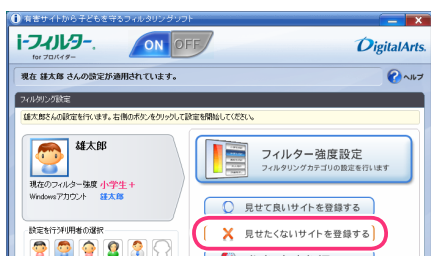 有害サイトから子どもを守るフィルタリングソフト
i-フィルター®
for プロバイダー
ON OFF
DigitalArts.
現在 雄太郎 さんの設定が適用されています。
ヘルプ
フィルタリング設定
雄太郎さんの設定を行います。右側のボタンをクリックして設定を開始してください。
雄太郎
フィルター強度設定
フィルタリングカテゴリの設定を行います
現在のフィルター強度 小学生+
Windowsアカウント 雄太郎
見せて良いサイトを登録する
設定を行う利用者の選択
見せたくないサイトを登録する